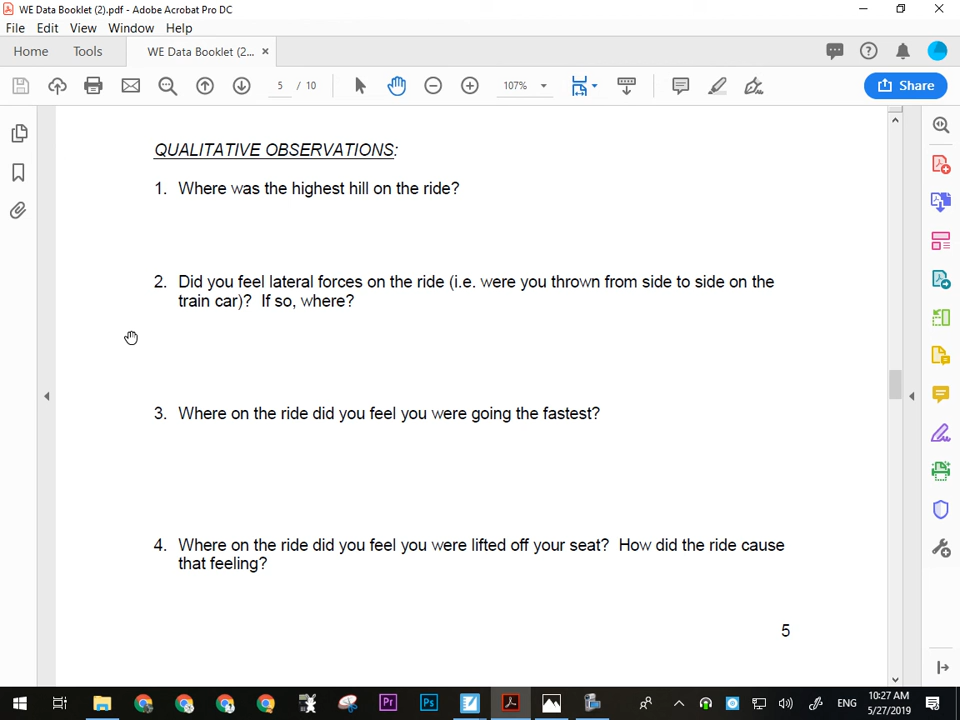 WE Data Booklet (2).pdf - Adobe Acrobat Pro DC
File Edit View Window Help
Home Tools WE Data Booklet (2... ×
5 / 10 107% Share
QUALITATIVE OBSERVATIONS:
1. Where was the highest hill on the ride?
2. Did you feel lateral forces on the ride (i.e. were you thrown from side to side on the
train car)? If so, where?
3. Where on the ride did you feel you were going the fastest?
4. Where on the ride did you feel you were lifted off your seat? How did the ride cause
that feeling?
5
Pr Ps ENG 10:27 AM
5/27/2019